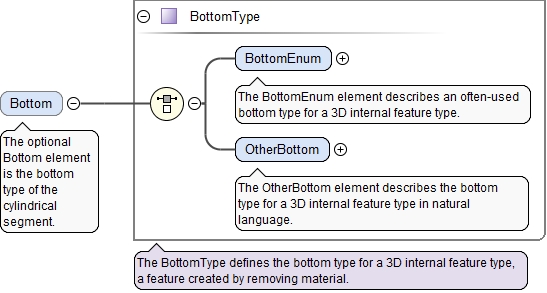 BottomType
BottomEnum
The BottomEnum element describes an often-used
bottom type for a 3D internal feature type.
Bottom
The optional
Bottom element
is the bottom
type of the
cylindrical
segment.
OtherBottom
The OtherBottom element describes the bottom
type for a 3D internal feature type in natural
language.
The BottomType defines the bottom type for a 3D internal feature type,
a feature created by removing material.